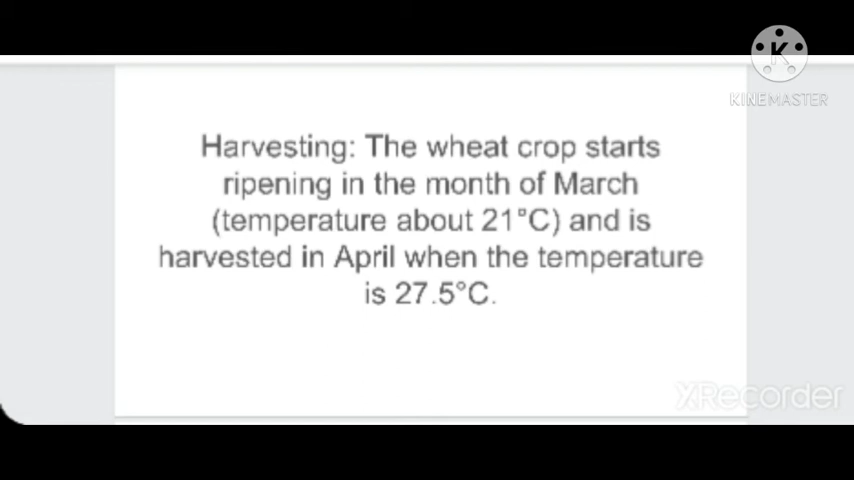 KINEMASTER
Harvesting: The wheat crop starts
ripening in the month of March
(temperature about 21°C) and is
harvested in April when the temperature
is 27.5°C.
XRecorder